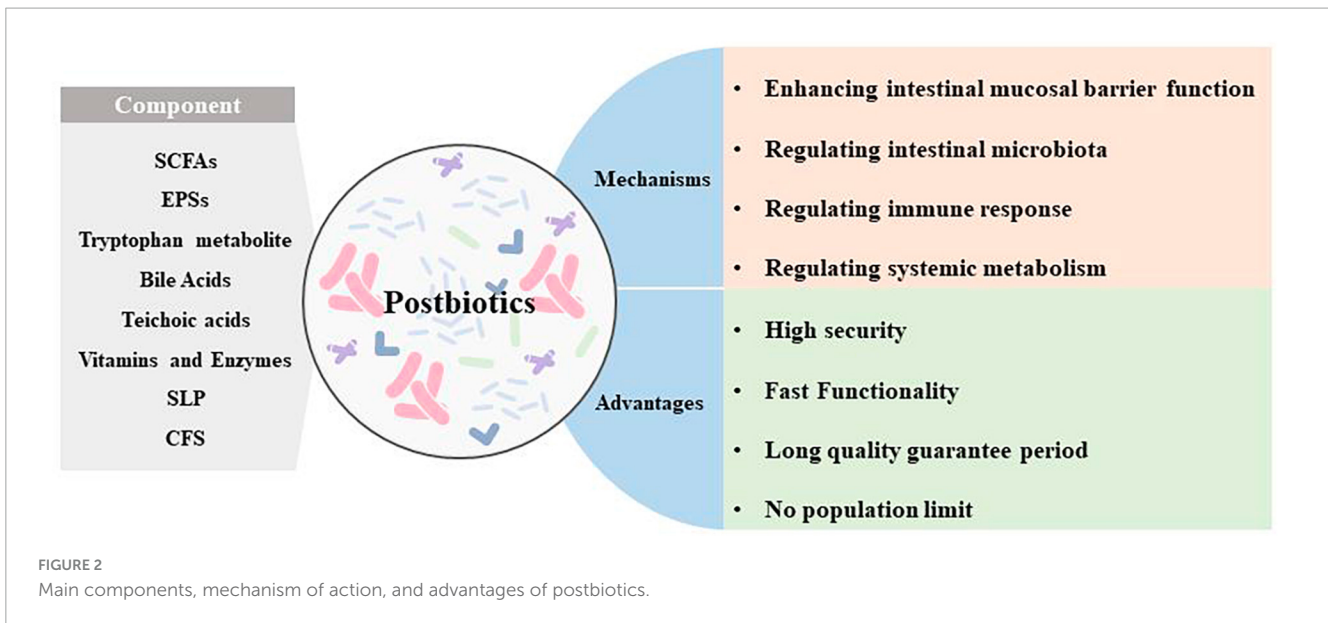 Component
SCFAs
EPSs
Tryptophan metabolite
Bile Acids
Teichoic acids
Vitamins and Enzymes
SLP
CFS
Postbiotics
Mechanisms
• Enhancing intestinal mucosal barrier function
• Regulating intestinal microbiota
• Regulating immune response
• Regulating systemic metabolism
Advantages
• High security
• Fast Functionality
• Long quality guarantee period
• No population limit
FIGURE 2
Main components, mechanism of action, and advantages of postbiotics.